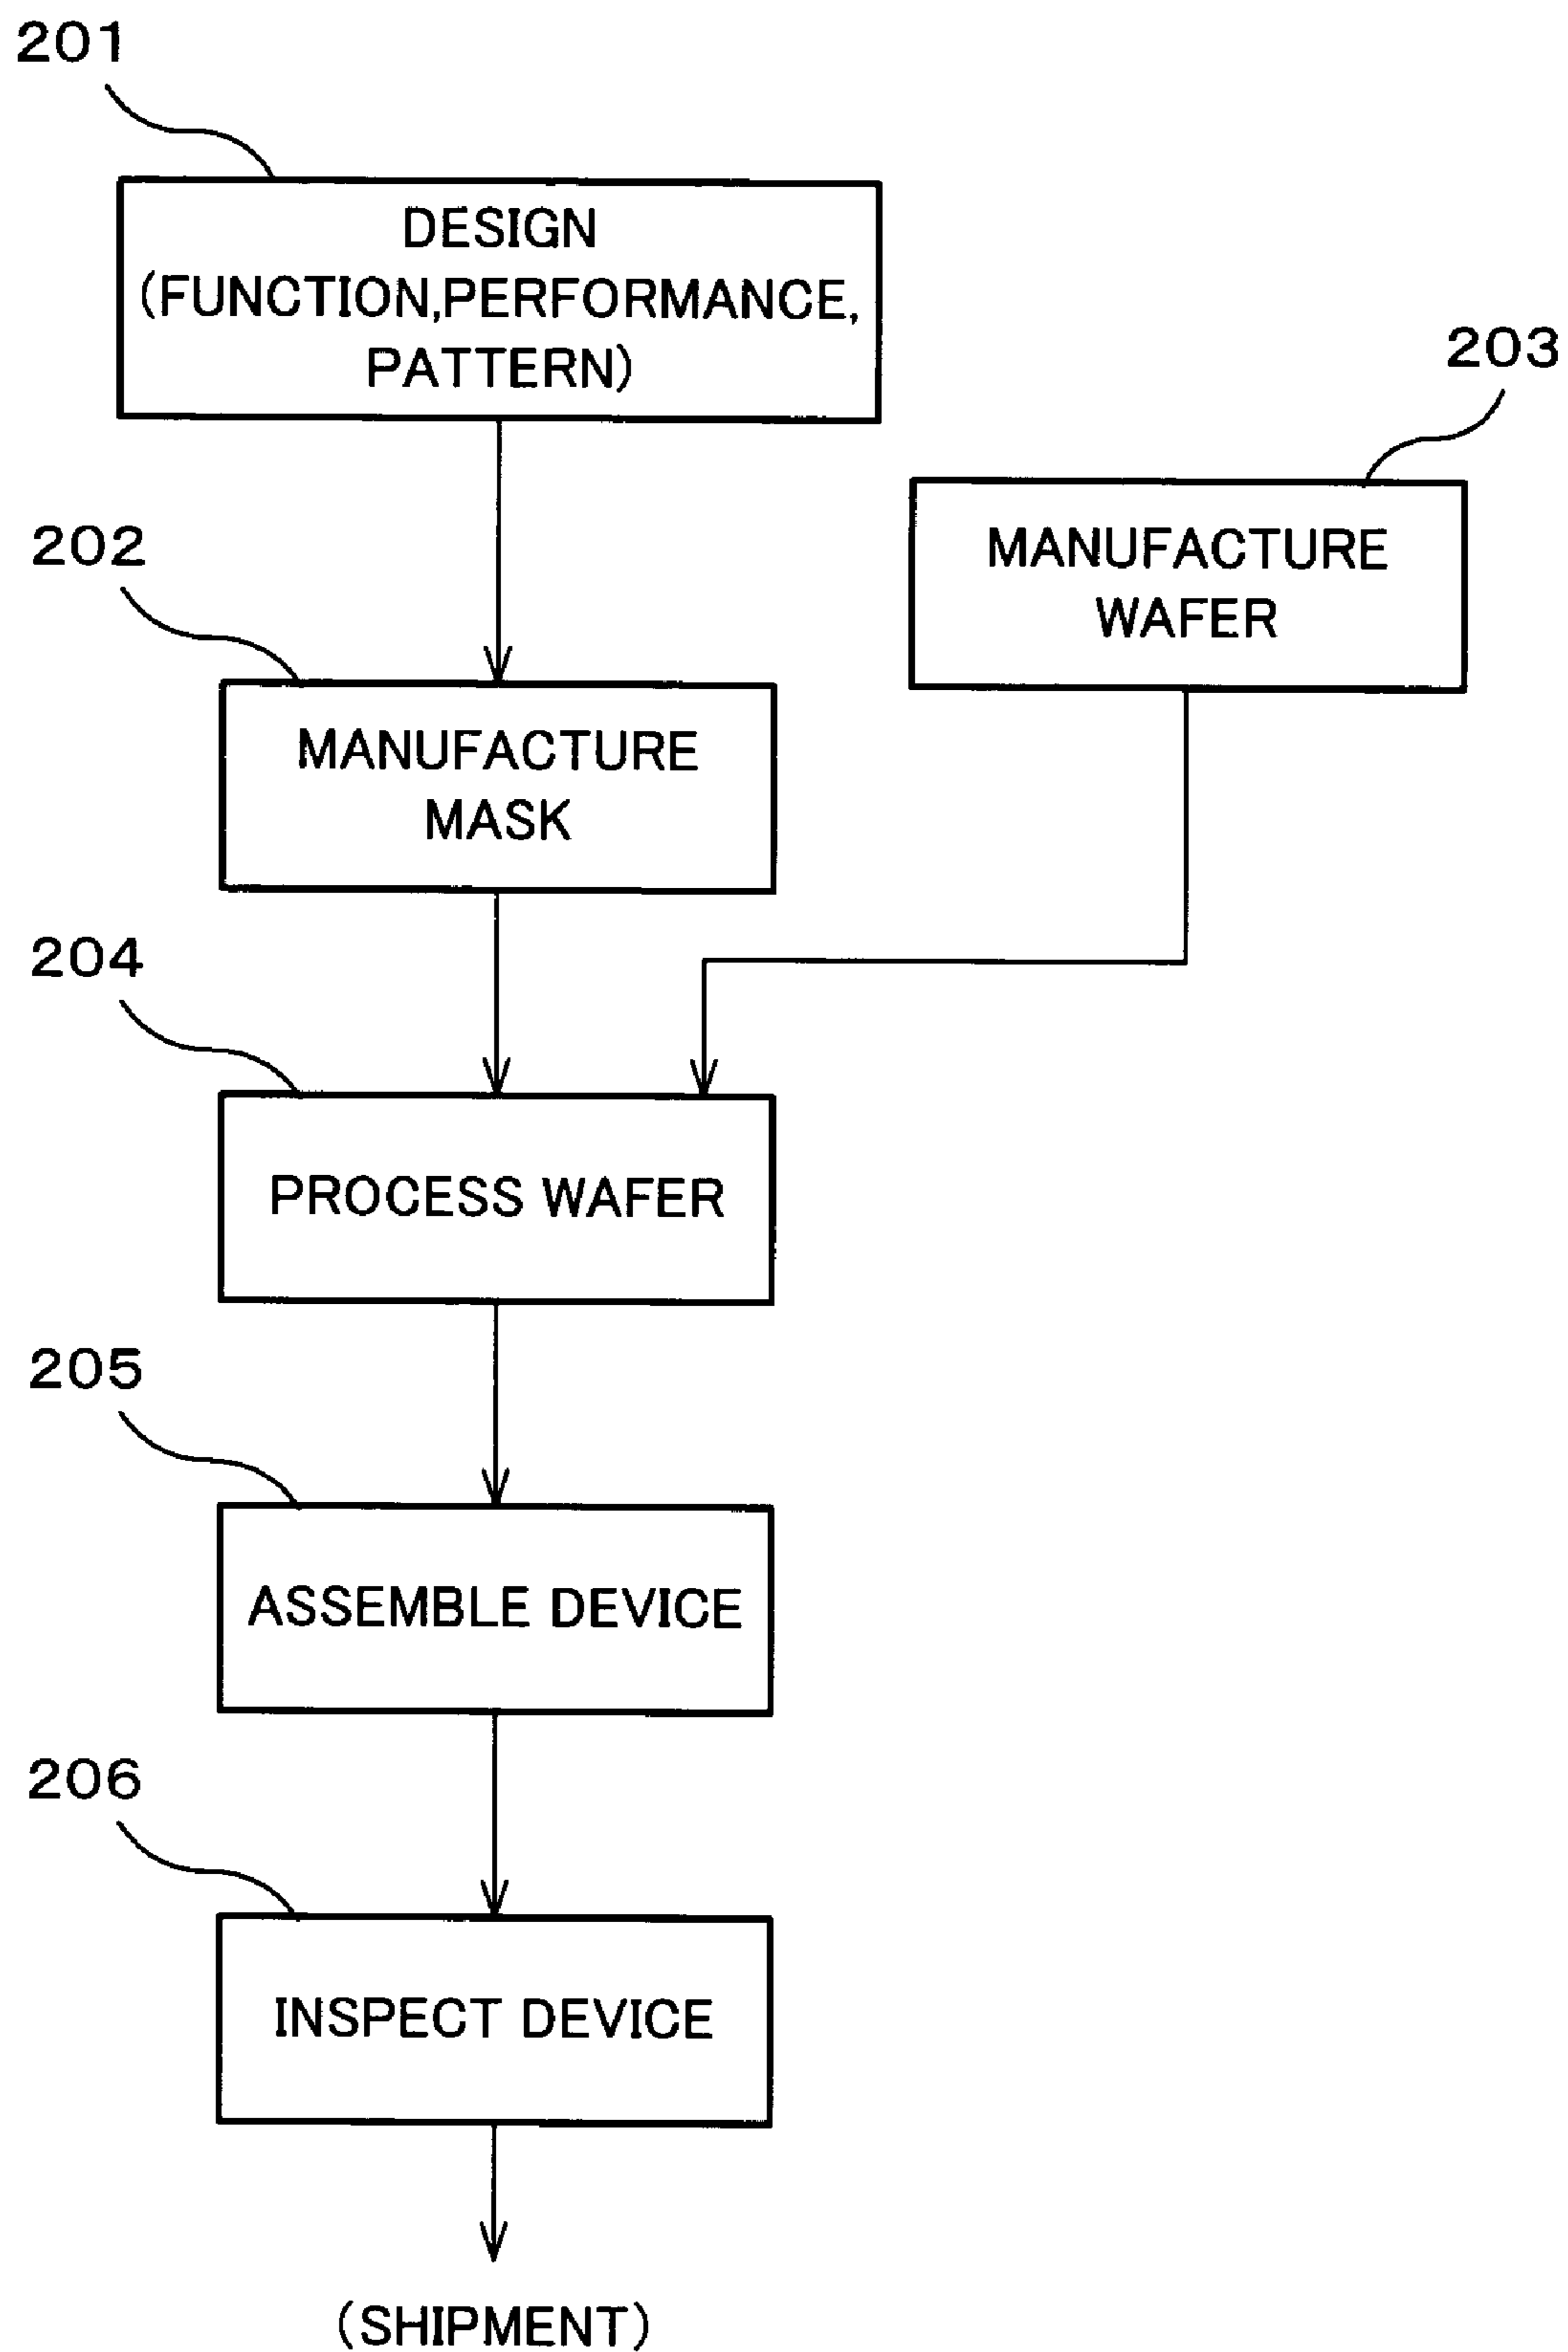 201
DESIGN
(FUNCTION,PERFORMANCE,
PATTERN)
203
MANUFACTURE
WAFER
202
MANUFACTURE
MASK
204
PROCESS WAFER
205
ASSEMBLE DEVICE
206
INSPECT DEVICE
(SHIPMENT)